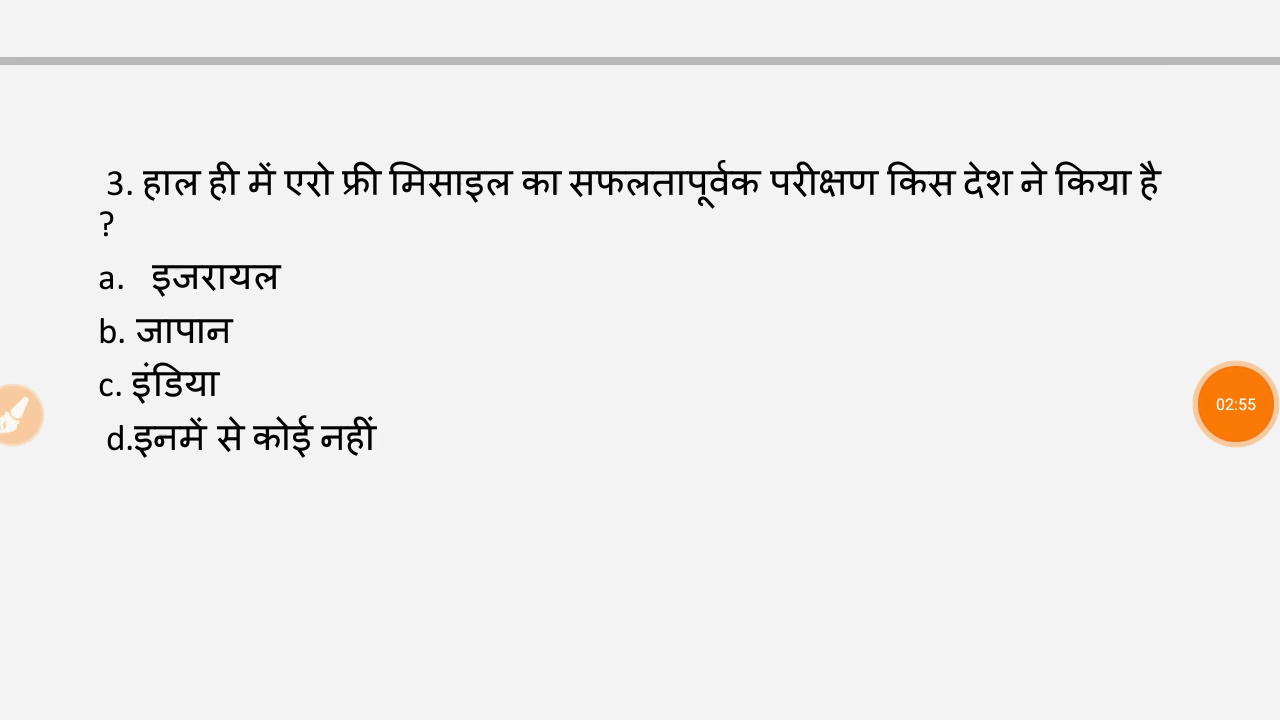 3. हाल ही में एरो फ्री मिसाइल का सफलतापूर्वक परीक्षण किस देश ने किया है
?
a. इजरायल
b. जापान
c. इंडिया
02:55
d.इनमें से कोई नहीं